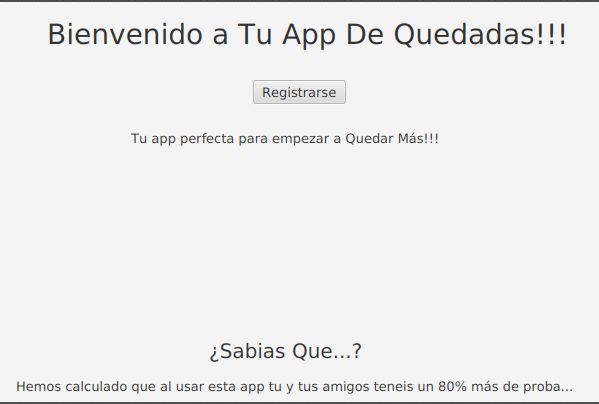 Bienvenido a Tu App De Quedadas!!!
Registrarse
Tu app perfecta para empezar a Quedar Más!!!
¿Sabias Que...?
Hemos calculado que al usar esta app tu y tus amigos teneis un 80% más de proba...